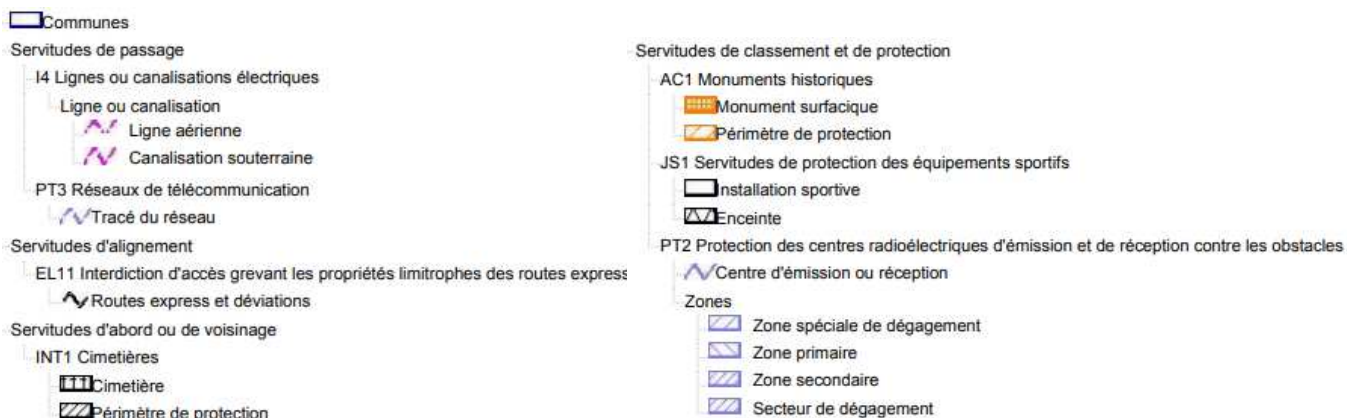 Communes
Servitudes de passage
I4 Lignes ou canalisations électriques
Ligne ou canalisation
Ligne aérienne
Canalisation souterraine
PT3 Réseaux de télécommunication
Tracé du réseau
Servitudes d'alignement
EL11 Interdiction d'accès grevant les propriétés limitrophes des routes express
Routes express et déviations
Servitudes d'abord ou de voisinage
INT1 Cimetières
Cimetière
Périmètre de protection
Servitudes de classement et de protection
AC1 Monuments historiques
Monument surfacique
Périmètre de protection
JS1 Servitudes de protection des équipements sportifs
Installation sportive
Enceinte
PT2 Protection des centres radioélectriques d'émission et de réception contre les obstacles
Centre d'émission ou réception
Zones
Zone spéciale de dégagement
Zone primaire
Zone secondaire
Secteur de dégagement